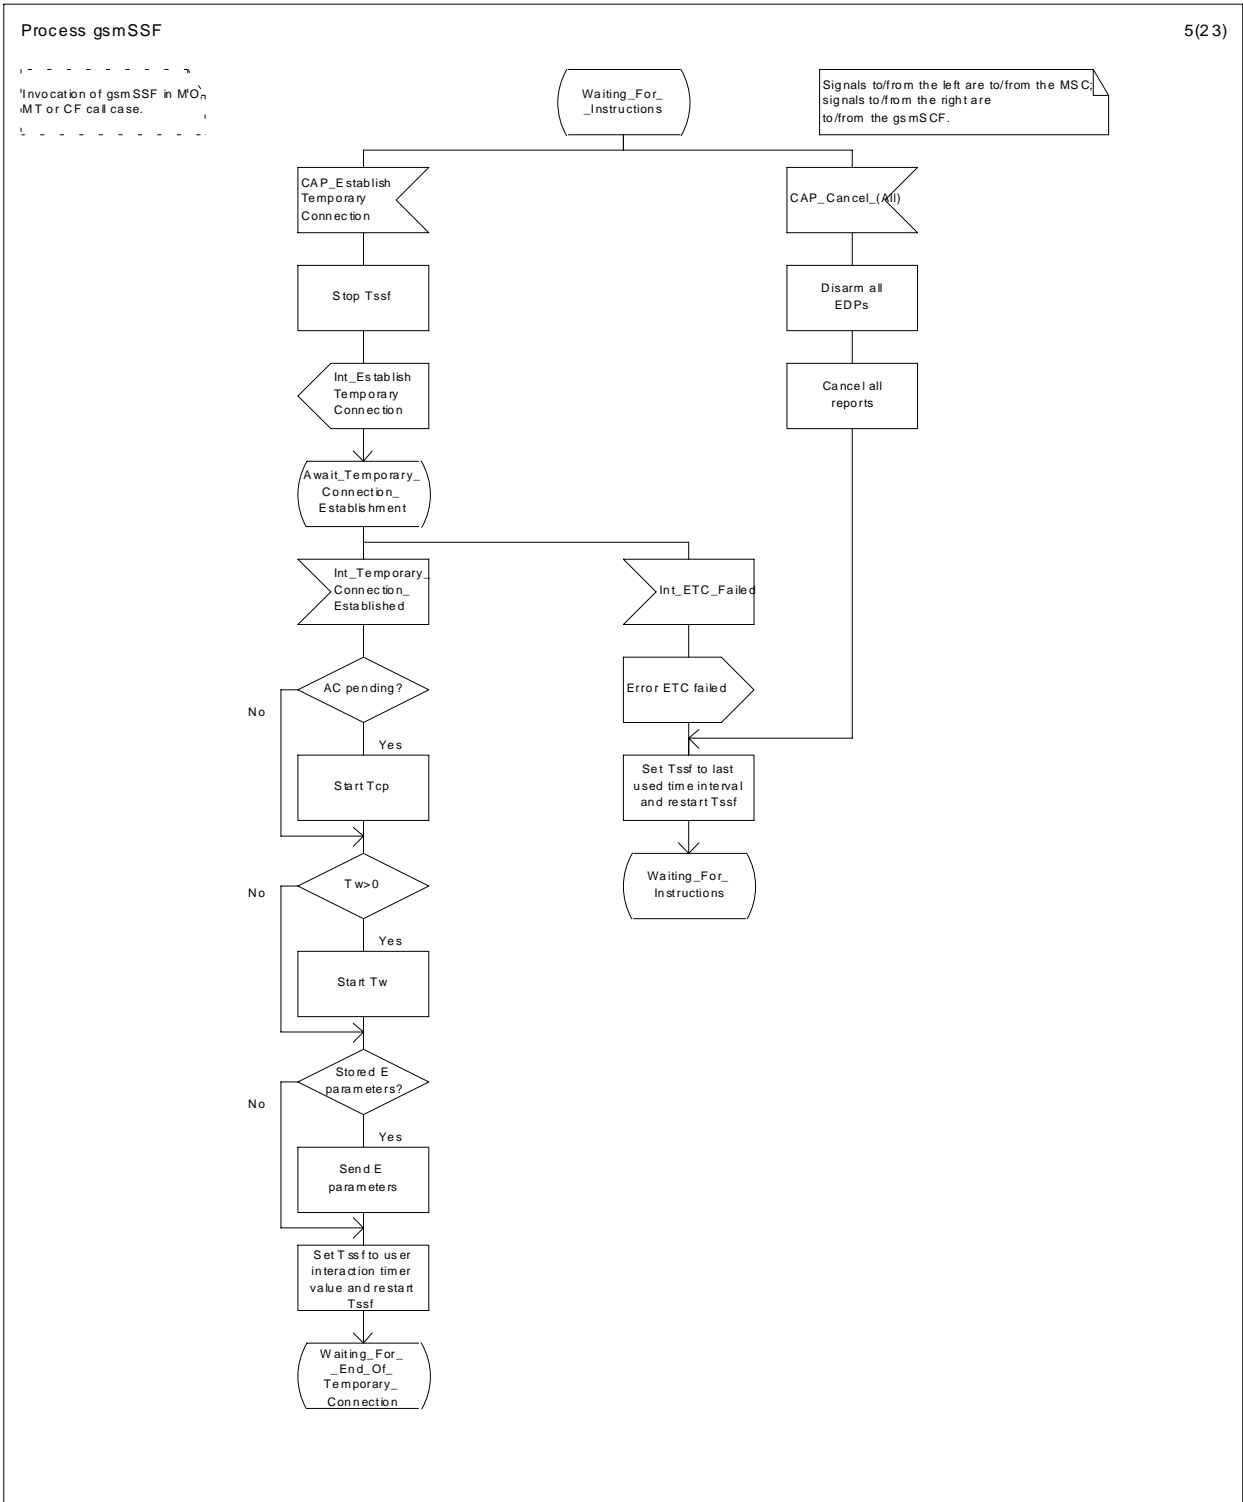 Process gsmSSF
5(23)
Invocation of gsmSSF in MO,
MT or CF call case.
Waiting_For_
_Instructions
Signals to/from the left are to/from the MSC;
signals to/from the right are
to/from the gsmSCF.
CAP_Establish
Temporary
Connection
CAP_Cancel_(All)
Stop Tssf
Disarm all
EDPs
Int_Establish
Temporary
Connection
Cancel all
reports
Await_Temporary_
Connection_
Establishment
Int_Temporary_
Connection_
Established
Int_ETC_Failed
AC pending?
No
Yes
Error ETC failed
Start Tcp
Set Tssf to last
used time interval
and restart Tssf
Tw>0
No
Yes
Waiting_For_
Instructions
Start Tw
Stored E
parameters?
No
Yes
Send E
parameters
Set Tssf to user
interaction timer
value and restart
Tssf
Waiting_For_
_End_Of_
Temporary_
Connection